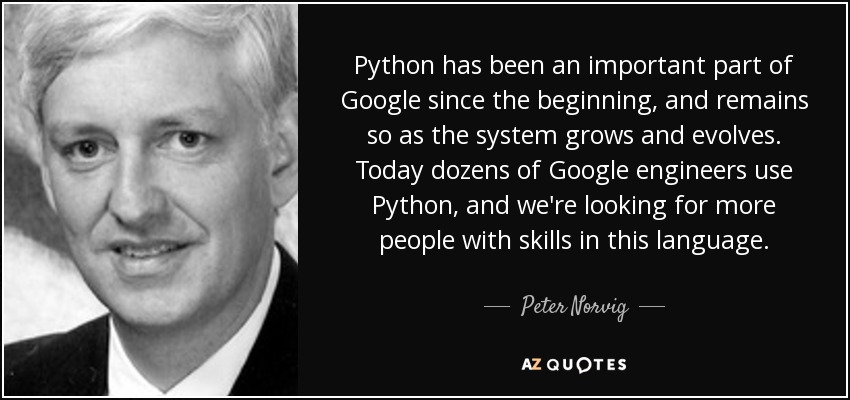 Python has been an important part of
Google since the beginning, and remains
so as the system grows and evolves.
Today dozens of Google engineers use
Python, and we're looking for more
people with skills in this language.
Peter Norvig
AZ QUOTES